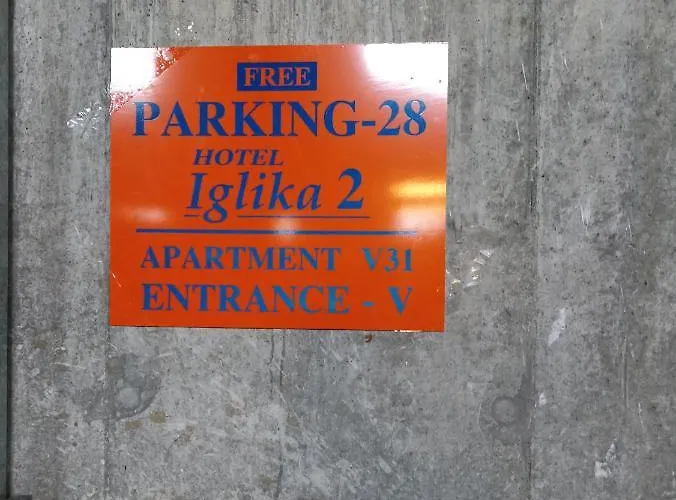 FREE
PARKING-28
HOTEL
Iglika 2
APARTMENT V31
ENTRANCE - V